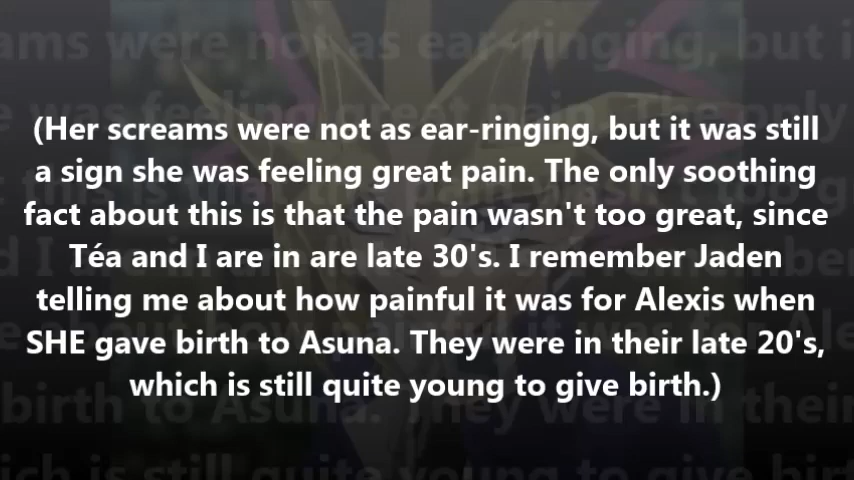 (Her screams were not as ear-ringing, but it was still
a sign she was feeling great pain. The only soothing
fact about this is that the pain wasn't too great, since
Téa and I are in are late 30's. I remember Jaden
telling me about how painful it was for Alexis when
SHE gave birth to Asuna. They were in their late 20's,
which is still quite young to give birth.)